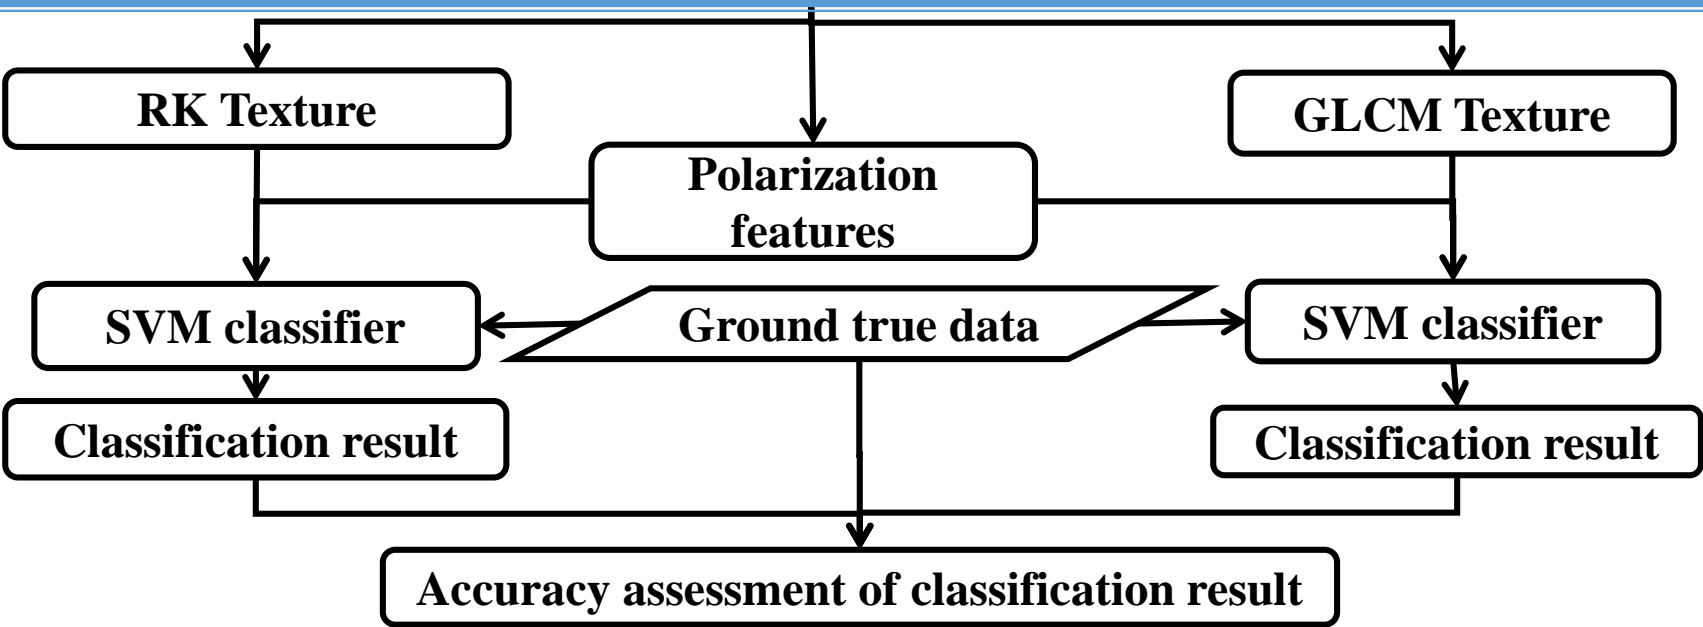 RK Texture
GLCM Texture
Polarization
features
SVM classifier
Ground true data
SVM classifier
Classification result
Classification result
Accuracy assessment of classification result